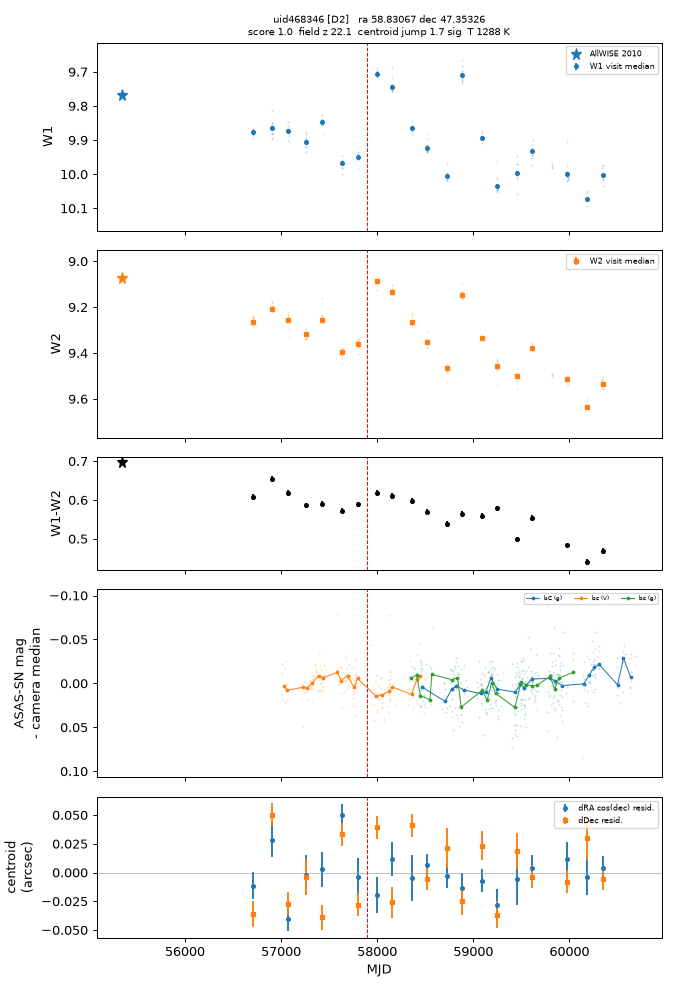 uid468346 [D2]   ra 58.83067 dec 47.35326
score 1.0  field z 22.1  centroid jump 1.7 sig  T 1288 K
AllWISE 2010
W1 visit median
W1
9.7
9.8
9.9
10.0
10.1
W2 visit median
W2
9.0
9.2
9.4
9.6
W1-W2
0.7
0.6
0.5
bC (g)
bc (V)
bs (g)
ASAS-SN mag
- camera median
−0.10
−0.05
0.00
0.05
0.10
dRA cos(dec) resid.
dDec resid.
centroid
(arcsec)
0.050
0.025
0.000
−0.025
−0.050
56000
57000
58000
59000
60000
MJD